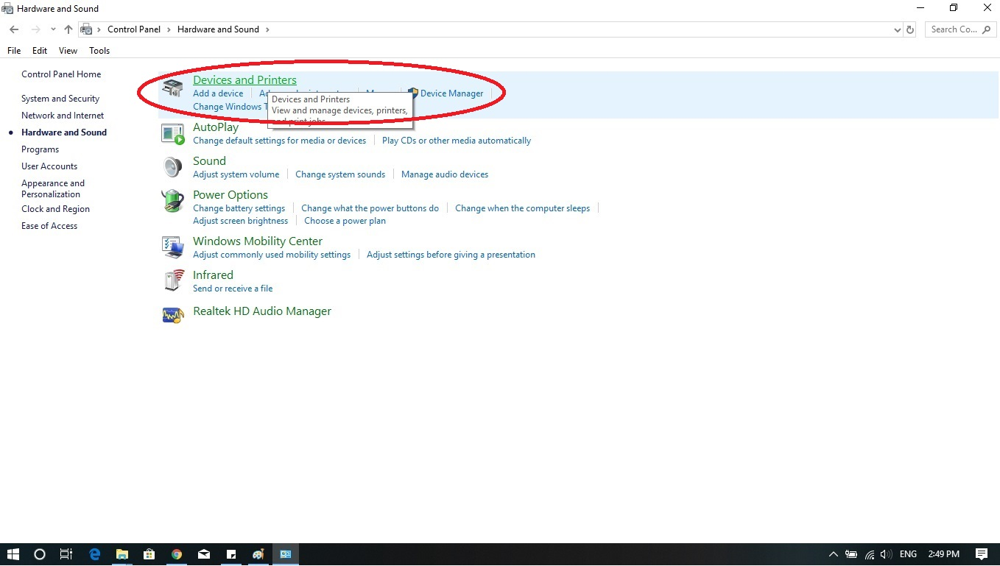 Hardware and Sound
Control Panel Hardware and Sound Search Co...
File Edit View Tools
Control Panel Home
System and Security
Network and Internet
Hardware and Sound
Programs
User Accounts
Appearance and
Personalization
Clock and Region
Ease of Access
Devices and Printers
Add a device Device Manager
Change Windows
Devices and Printers
View and manage devices, printers,
and print jobs
AutoPlay
Change default settings for media or devices Play CDs or other media automatically
Sound
Adjust system volume Change system sounds Manage audio devices
Power Options
Change battery settings Change what the power buttons do Change when the computer sleeps
Adjust screen brightness Choose a power plan
Windows Mobility Center
Adjust commonly used mobility settings Adjust settings before giving a presentation
Infrared
Send or receive a file
Realtek HD Audio Manager
ENG 2:49 PM